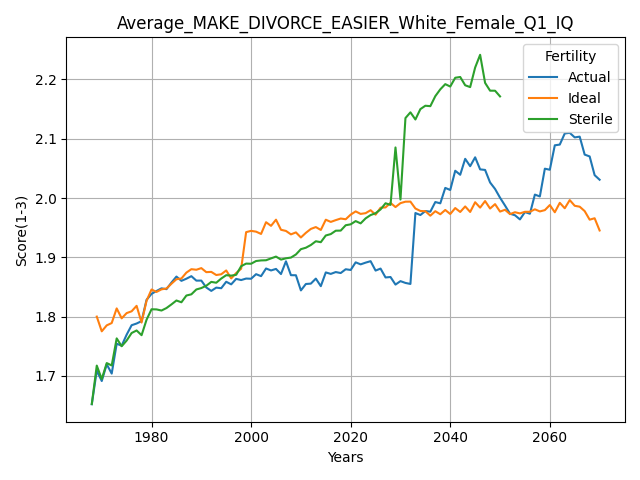 Average_MAKE_DIVORCE_EASIER_White_Female_Q1_IQ
Fertility
Actual
Ideal
Sterile
Score(1-3)
2.2
2.1
2.0
1.9
1.8
1.7
1980
2000
2020
2040
2060
Years